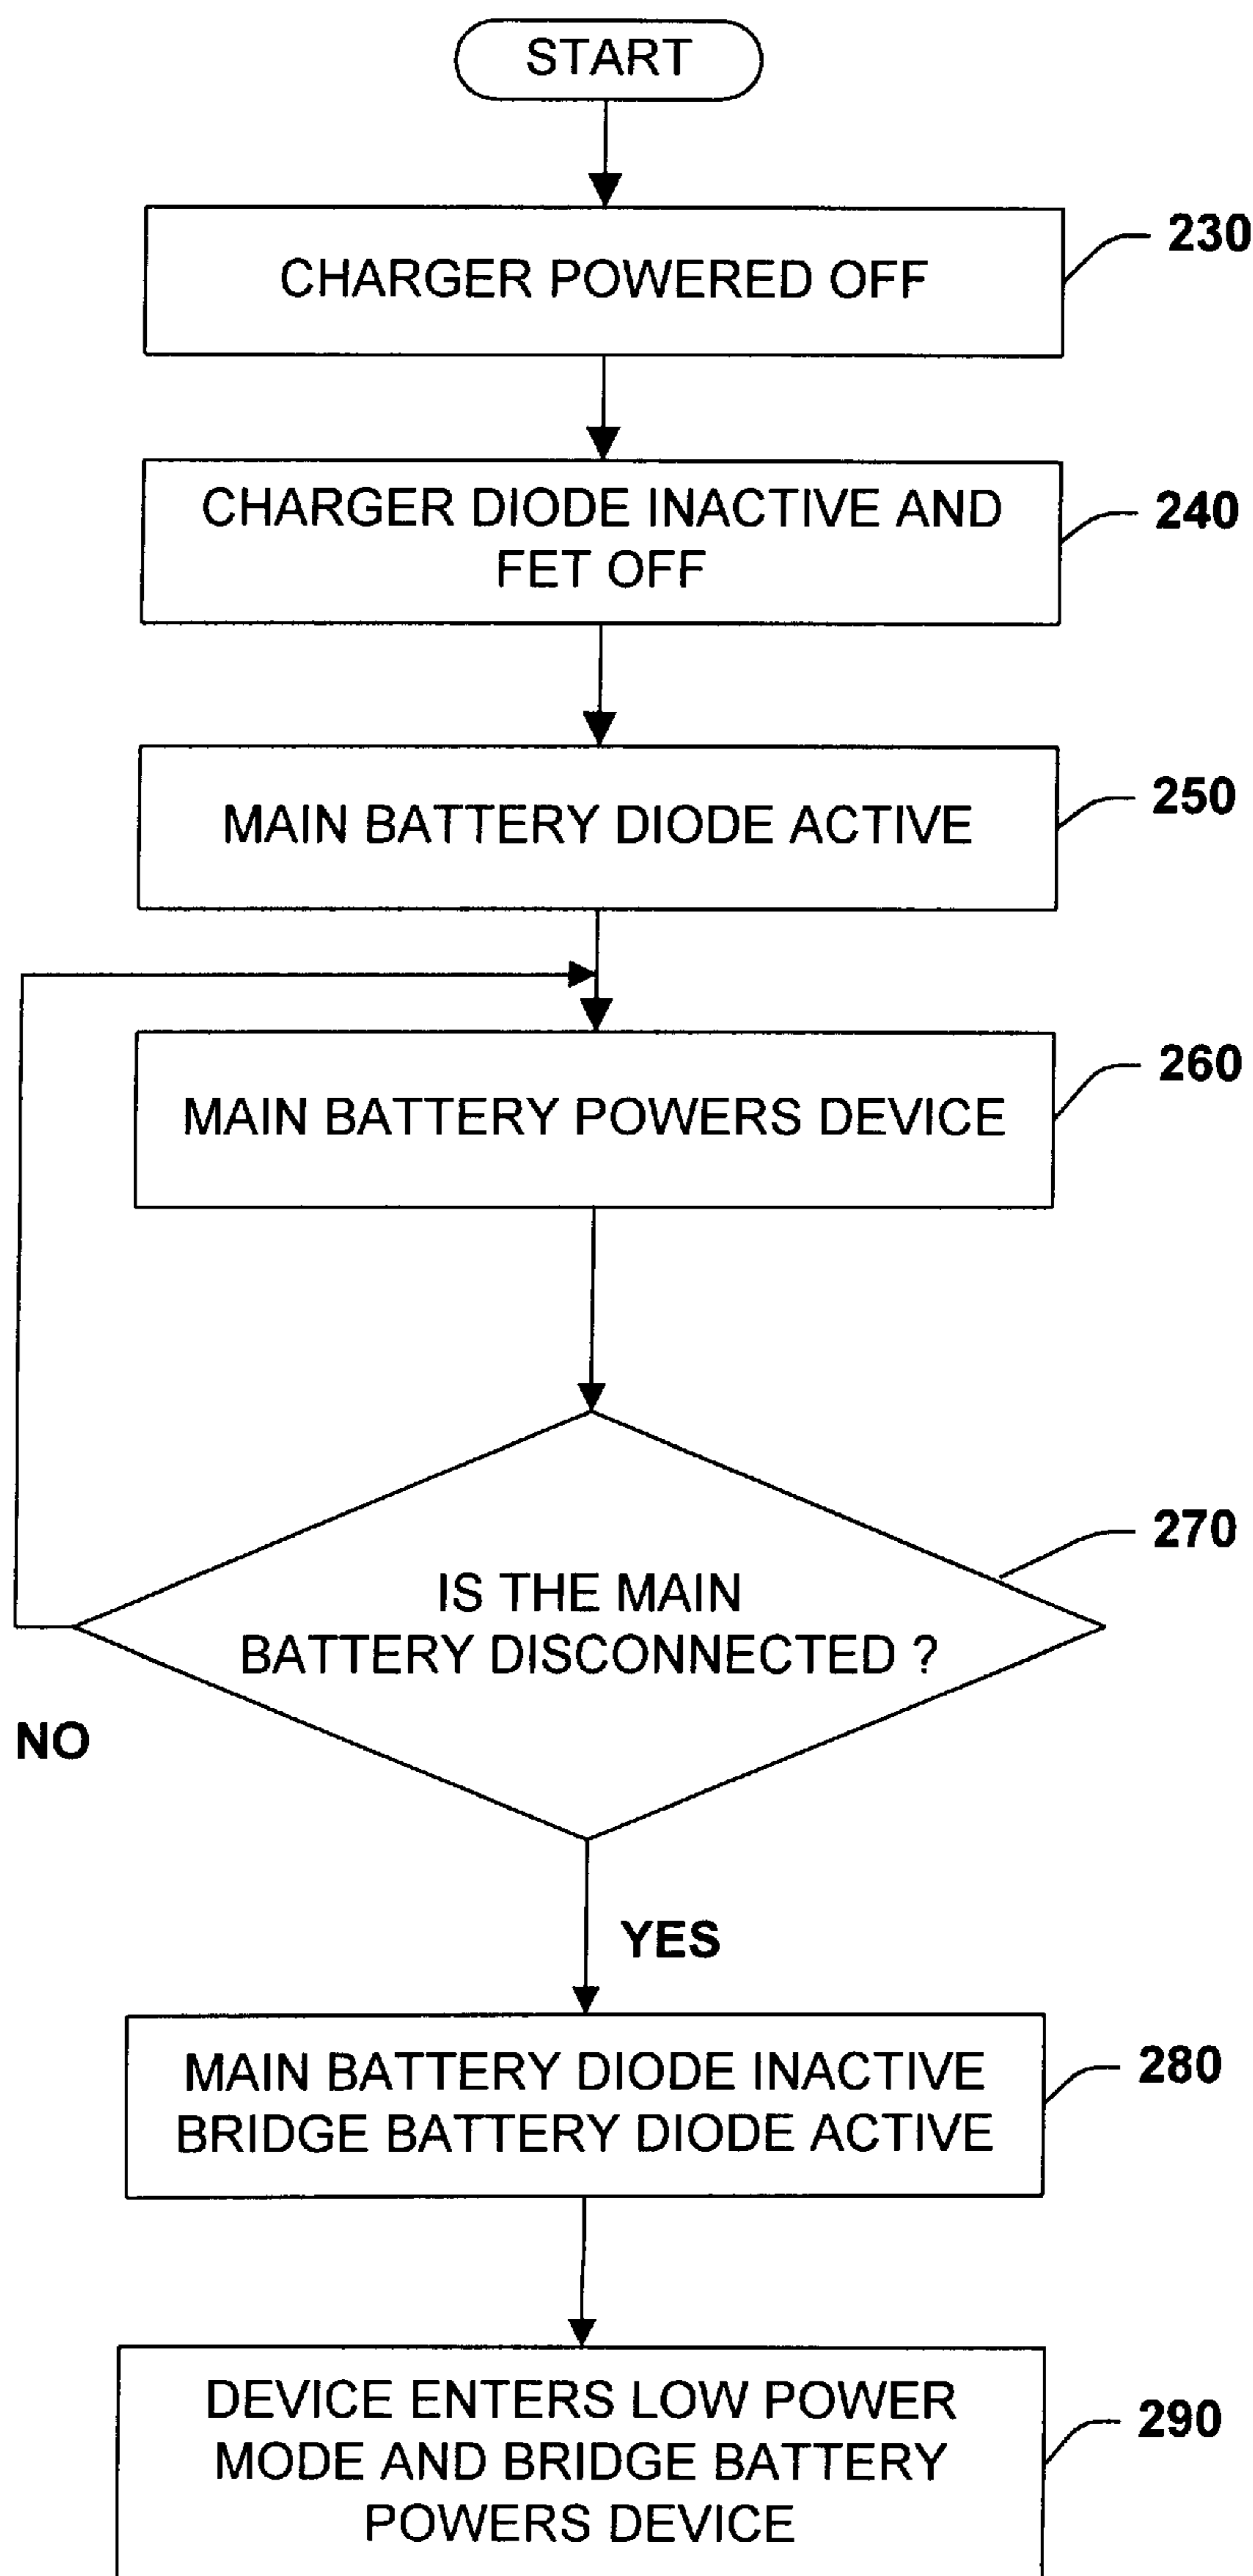 START
230
CHARGER POWERED OFF
CHARGER DIODE INACTIVE AND
FET OFF
240
MAIN BATTERY DIODE ACTIVE
250
MAIN BATTERY POWERS DEVICE
260
IS THE MAIN
BATTERY DISCONNECTED ?
270
NO
YES
MAIN BATTERY DIODE INACTIVE
BRIDGE BATTERY DIODE ACTIVE
280
DEVICE ENTERS LOW POWER
MODE AND BRIDGE BATTERY
POWERS DEVICE
290